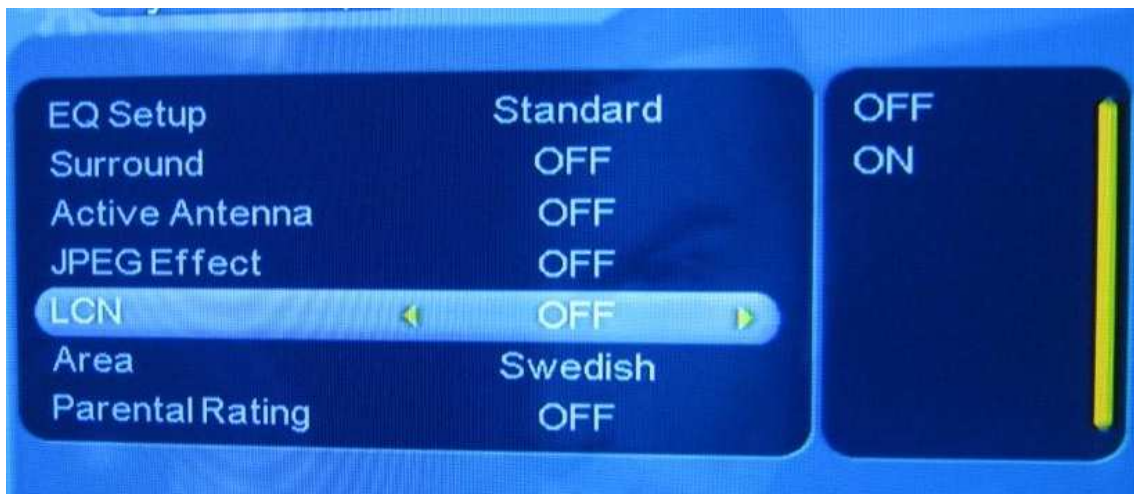 EQ Setup Standard
Surround OFF
Active Antenna OFF
JPEG Effect OFF
LCN OFF
Area Swedish
Parental Rating OFF
OFF
ON